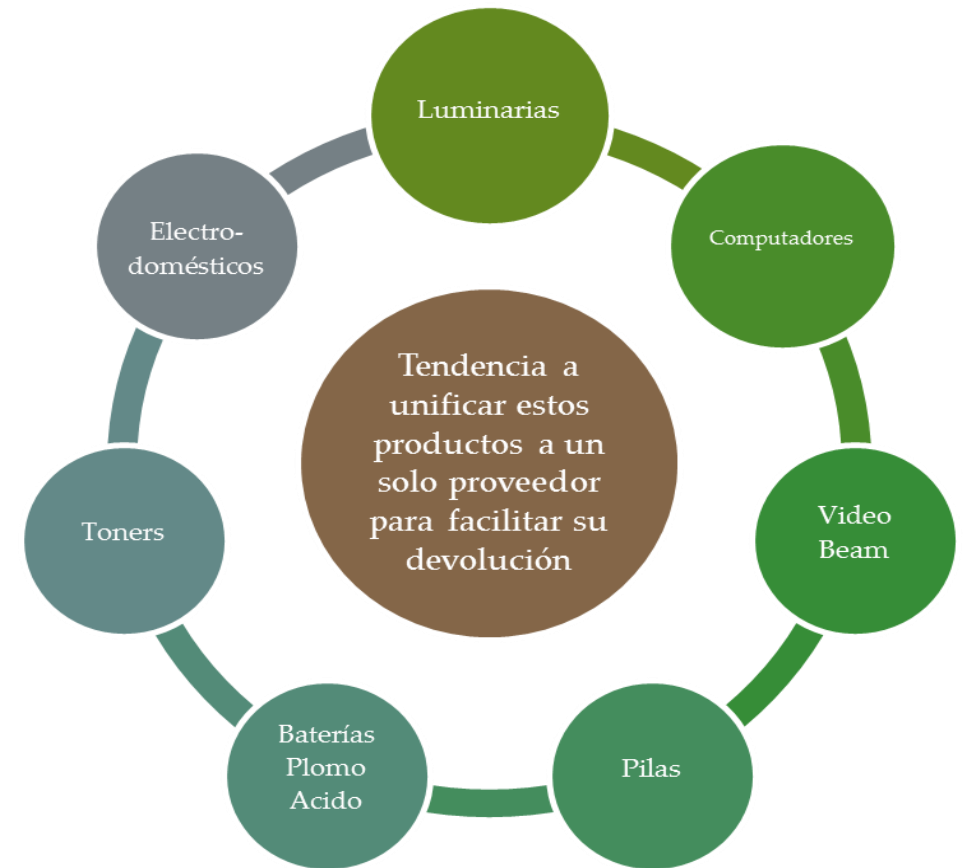 Luminarias
Computadores
Video
Beam
Pilas
Baterías
Plomo
Acido
Toners
Electro-
domésticos
Tendencia a
unificar estos
productos a un
solo proveedor
para facilitar su
devolución